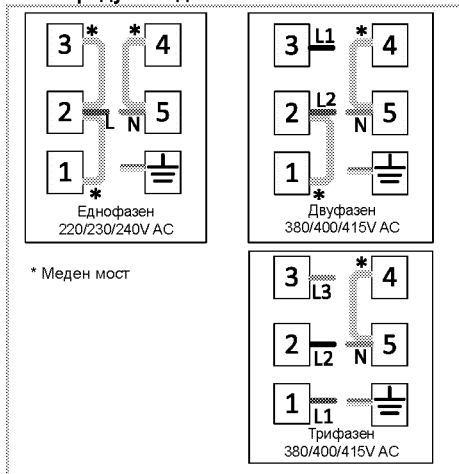 3 * * 4
2 L N 5
1 *
Еднофазен
220/230/240V AC
3 L1 * 4
2 L2 N 5
1 *
Двуфазен
380/400/415V AC
* Меден мост
3 L3 * 4
2 L2 N 5
1 L1
Трифазен
380/400/415V AC